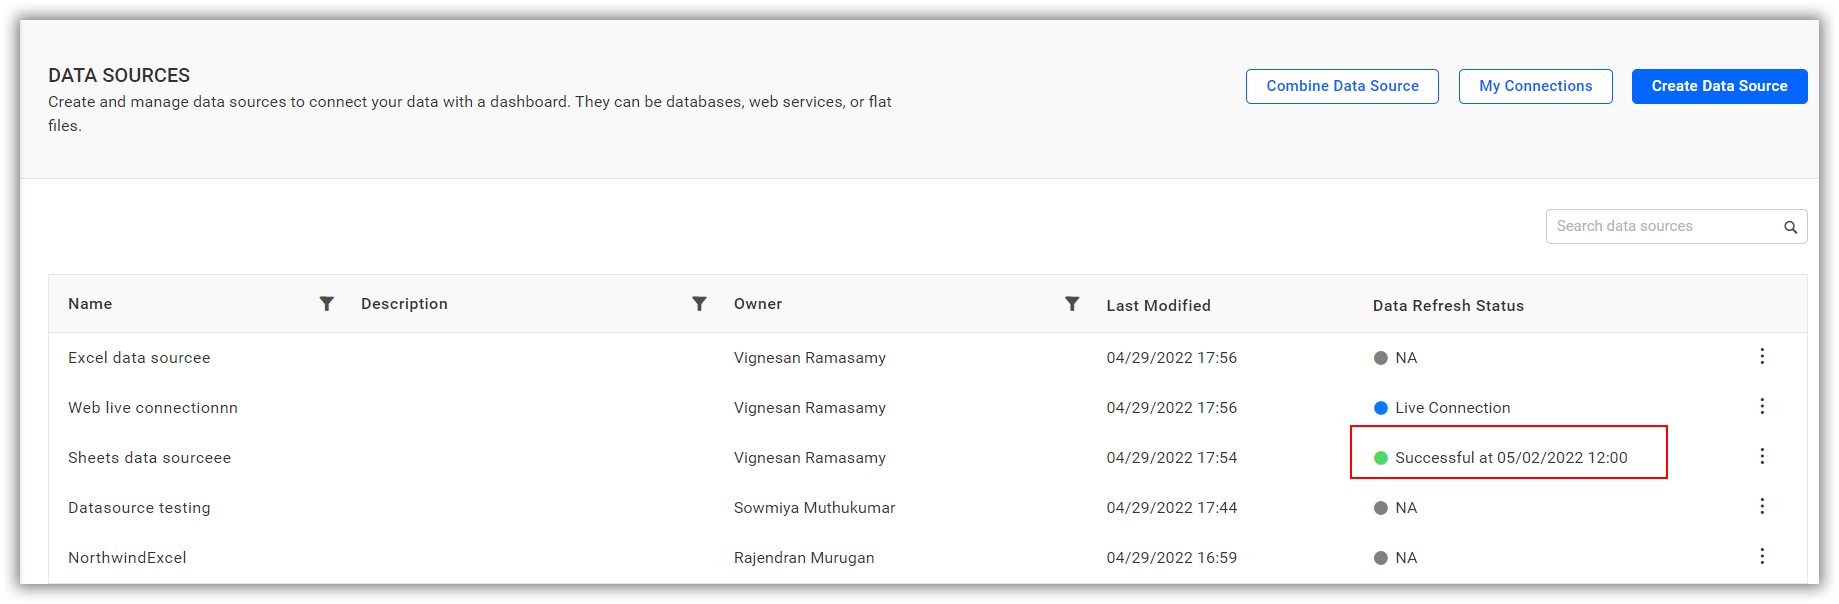 DATA SOURCES
Create and manage data sources to connect your data with a dashboard. They can be databases, web services, or flat
files.
Combine Data Source
My Connections
Create Data Source
Search data sources
Name Description Owner Last Modified Data Refresh Status
Excel data sourcee Vignesan Ramasamy 04/29/2022 17:56 NA
Web live connectionnn Vignesan Ramasamy 04/29/2022 17:56 Live Connection
Sheets data sourceee Vignesan Ramasamy 04/29/2022 17:54 Successful at 05/02/2022 12:00
Datasource testing Sowmiya Muthukumar 04/29/2022 17:44 NA
NorthwindExcel Rajendran Murugan 04/29/2022 16:59 NA